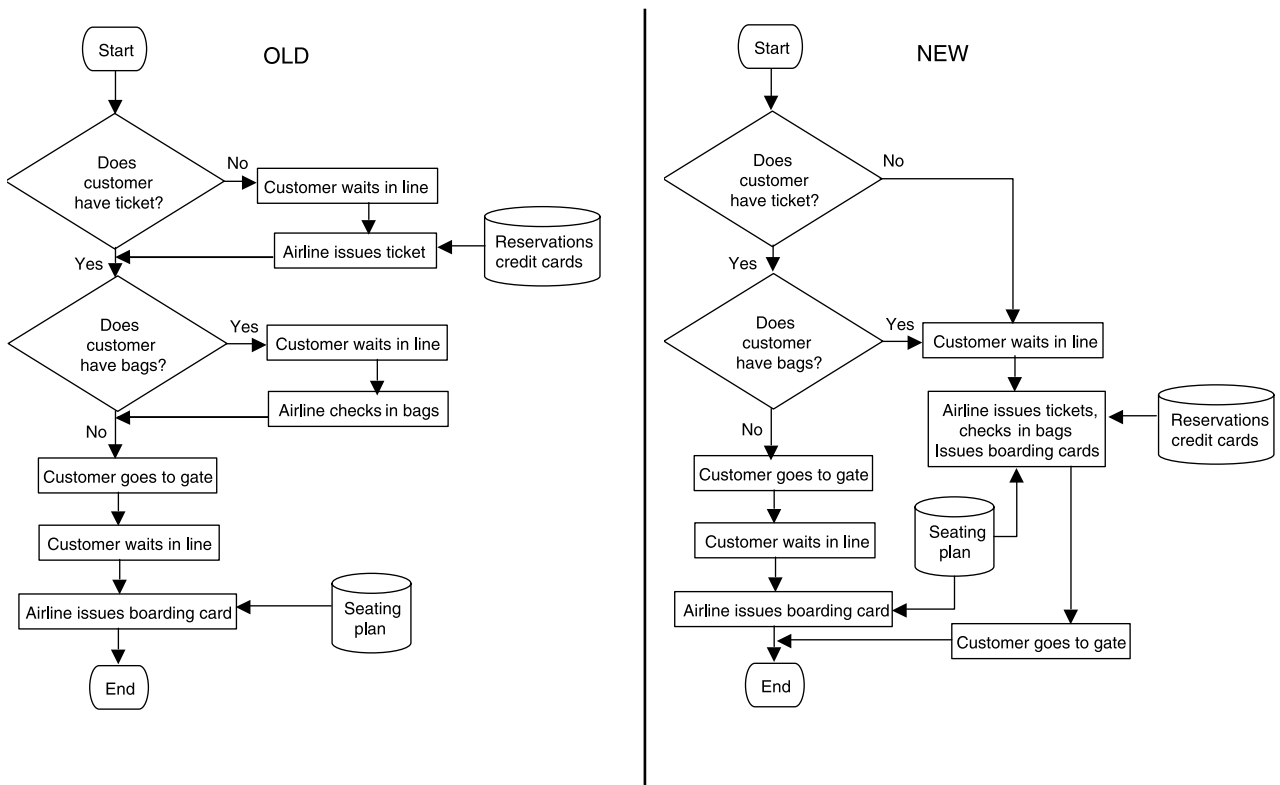 Start
OLD
Does
customer
have ticket?
No
Customer waits in line
Airline issues ticket
Reservations
credit cards
Yes
Does
customer
have bags?
Yes
Customer waits in line
Airline checks in bags
No
Customer goes to gate
Customer waits in line
Airline issues boarding card
Seating
plan
End
Start
NEW
Does
customer
have ticket?
No
Yes
Does
customer
have bags?
Yes
Customer waits in line
Airline issues tickets,
checks in bags
Issues boarding cards
Reservations
credit cards
No
Customer goes to gate
Customer waits in line
Seating
plan
Airline issues boarding card
Customer goes to gate
End